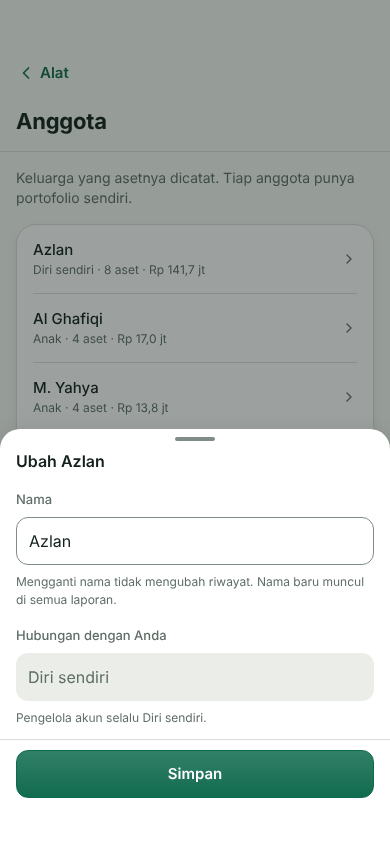 Alat
Anggota
Keluarga yang asetnya dicatat. Tiap anggota punya
portofolio sendiri.
Azlan
Diri sendiri · 8 aset · Rp 141,7 jt
Al Ghafiqi
Anak · 4 aset · Rp 17,0 jt
M. Yahya
Anak · 4 aset · Rp 13,8 jt
Ubah Azlan
Nama
Azlan
Mengganti nama tidak mengubah riwayat. Nama baru muncul
di semua laporan.
Hubungan dengan Anda
Diri sendiri
Pengelola akun selalu Diri sendiri.
Simpan